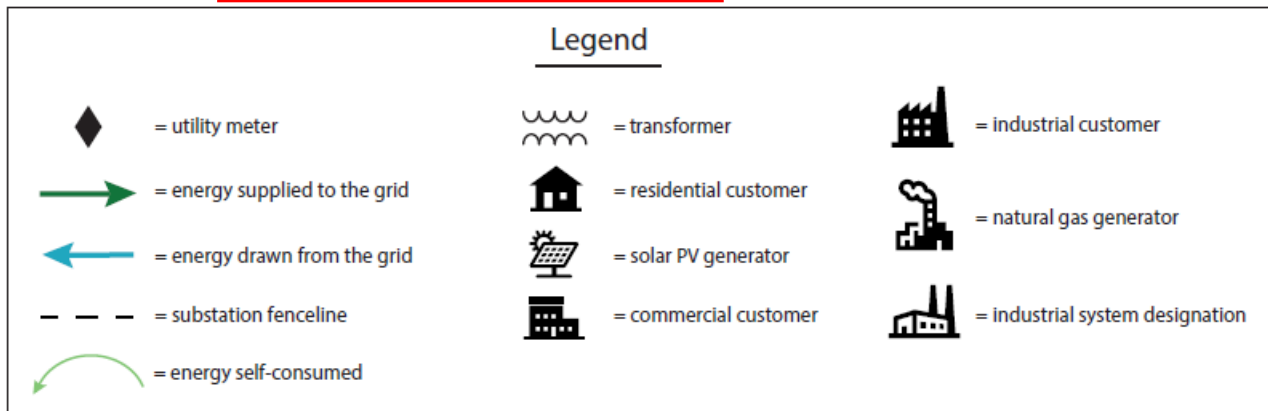 Legend
= utility meter
= energy supplied to the grid
= energy drawn from the grid
= substation fenceline
= energy self-consumed
= transformer
= residential customer
= solar PV generator
= commercial customer
= industrial customer
= natural gas generator
= industrial system designation